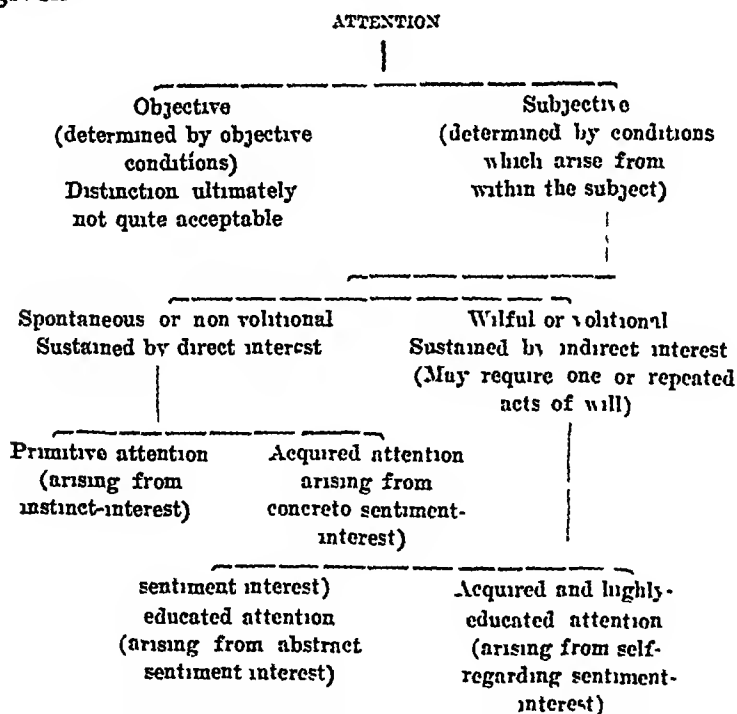 given
ATTENTION
Objective
(determined by objective
conditions)
Distinction ultimately
not quite acceptable
Subjective
(determined by conditions
which arise from
within the subject)
Spontaneous or non volitional
Sustained by direct interest
Wilful or volitional
Sustained by indirect interest
(May require one or repeated
acts of will)
Primitive attention
(arising from
instinct-interest)
Acquired attention
arising from
concreto sentiment-
interest)
sentiment interest)
educated attention
(arising from abstract
sentiment interest)
Acquired and highly-
educated attention
(arising from self-
regarding sentiment-
interest)